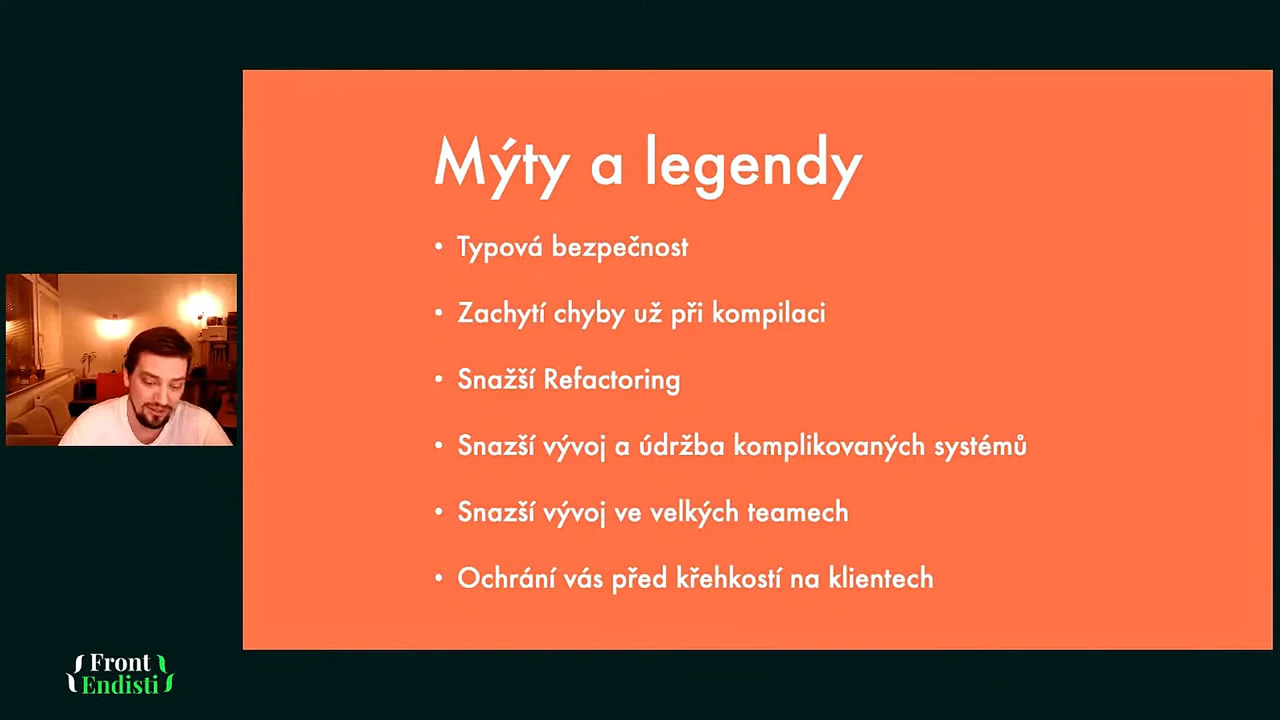 Mýty a legendy
• Typová bezpečnost
• Zachytí chyby už při kompilaci
• Snažší Refactoring
• Snazší vývoj a údržba komplikovaných systémů
• Snazší vývoj ve velkých teamech
• Ochrání vás před křehkostí na klientech
{Front }
{Endisti}